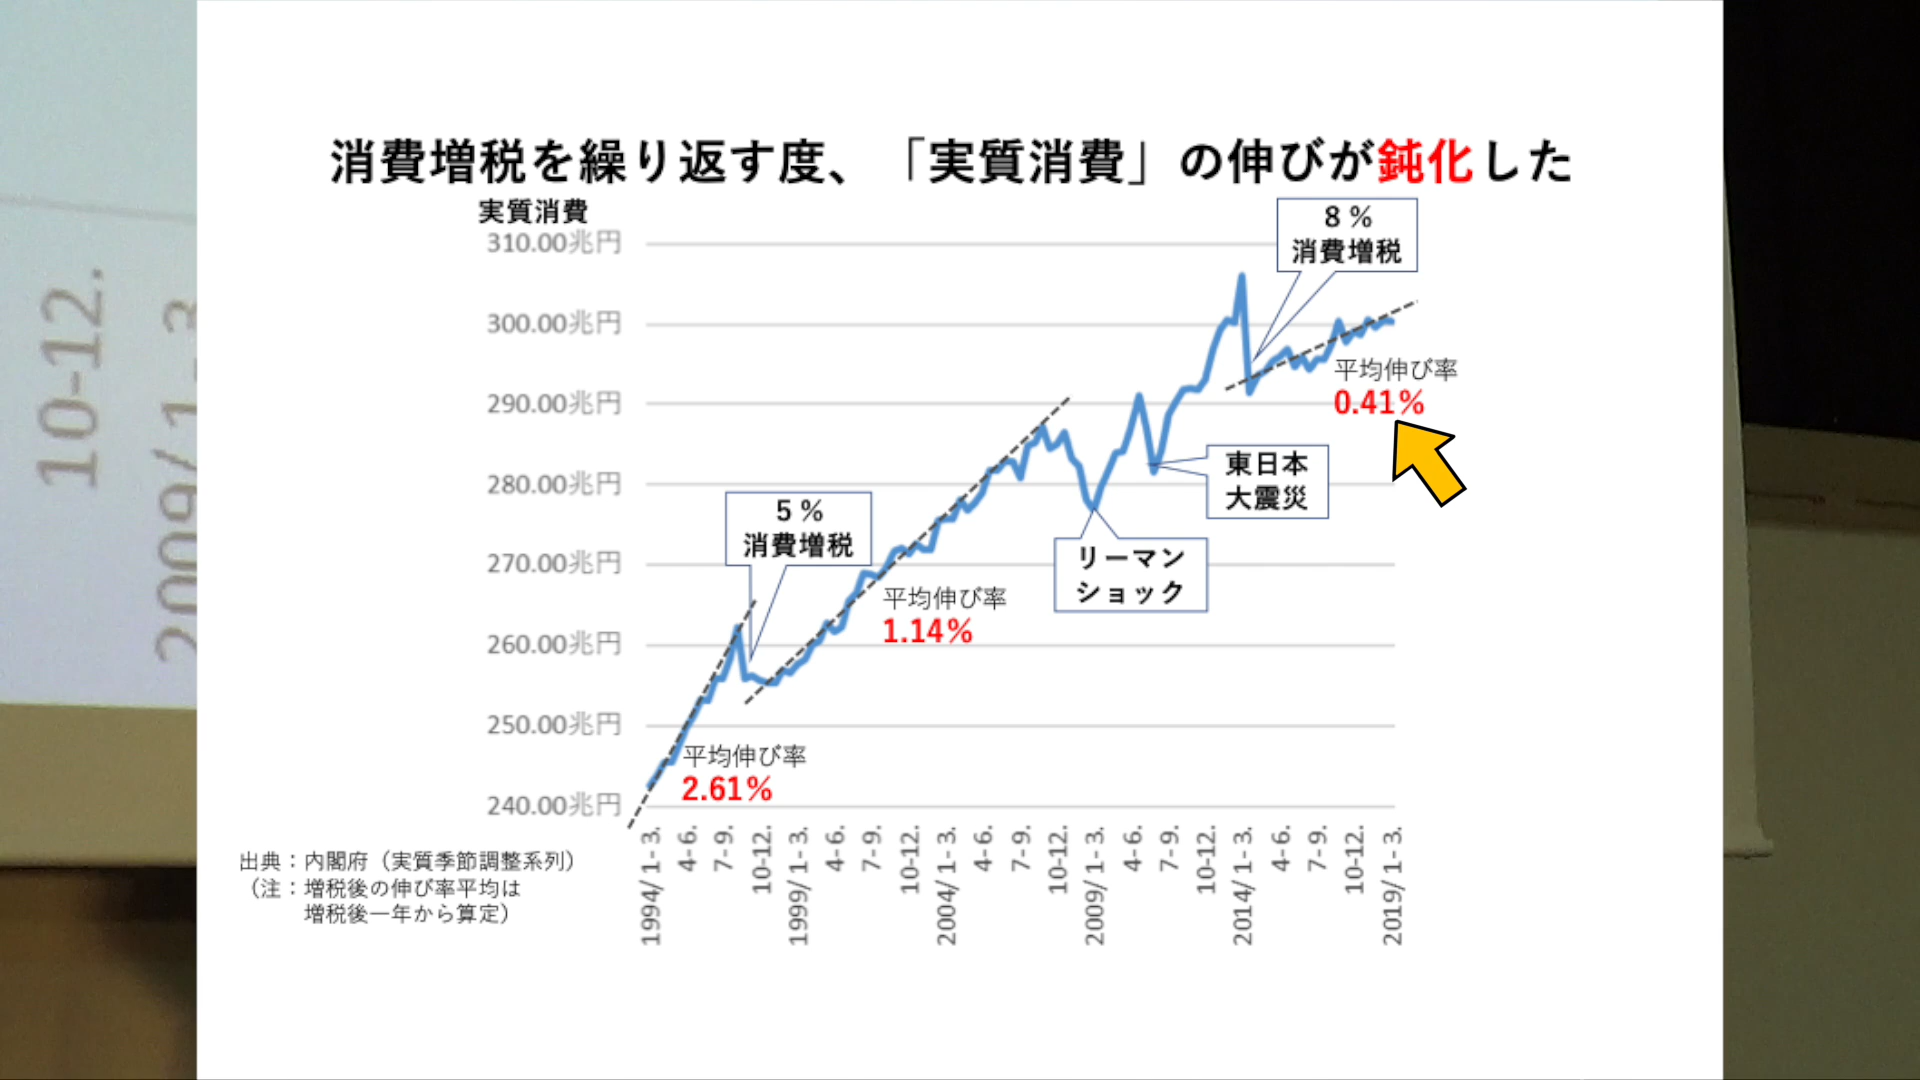 消費増税を繰り返す度、「実質消費」の伸びが鈍化した
実質消費
310.00兆円
300.00兆円
290.00兆円
280.00兆円
270.00兆円
260.00兆円
250.00兆円
240.00兆円
8％
消費増税
平均伸び率
0.41%
東日本
大震災
5％
消費増税
リーマン
ショック
平均伸び率
1.14%
平均伸び率
2.61%
1994/ 1- 3.
4- 6.
7- 9.
10-12.
1999/ 1- 3.
4- 6.
7- 9.
10-12.
2004/ 1- 3.
4- 6.
7- 9.
10-12.
2009/ 1- 3.
4- 6.
7- 9.
10-12.
2014/ 1- 3.
4- 6.
7- 9.
10-12.
2019/ 1- 3.
出典：内閣府（実質季節調整系列）
（注：増税後の伸び率平均は
増税後一年から算定）
10-12.
2009/ 1- 3